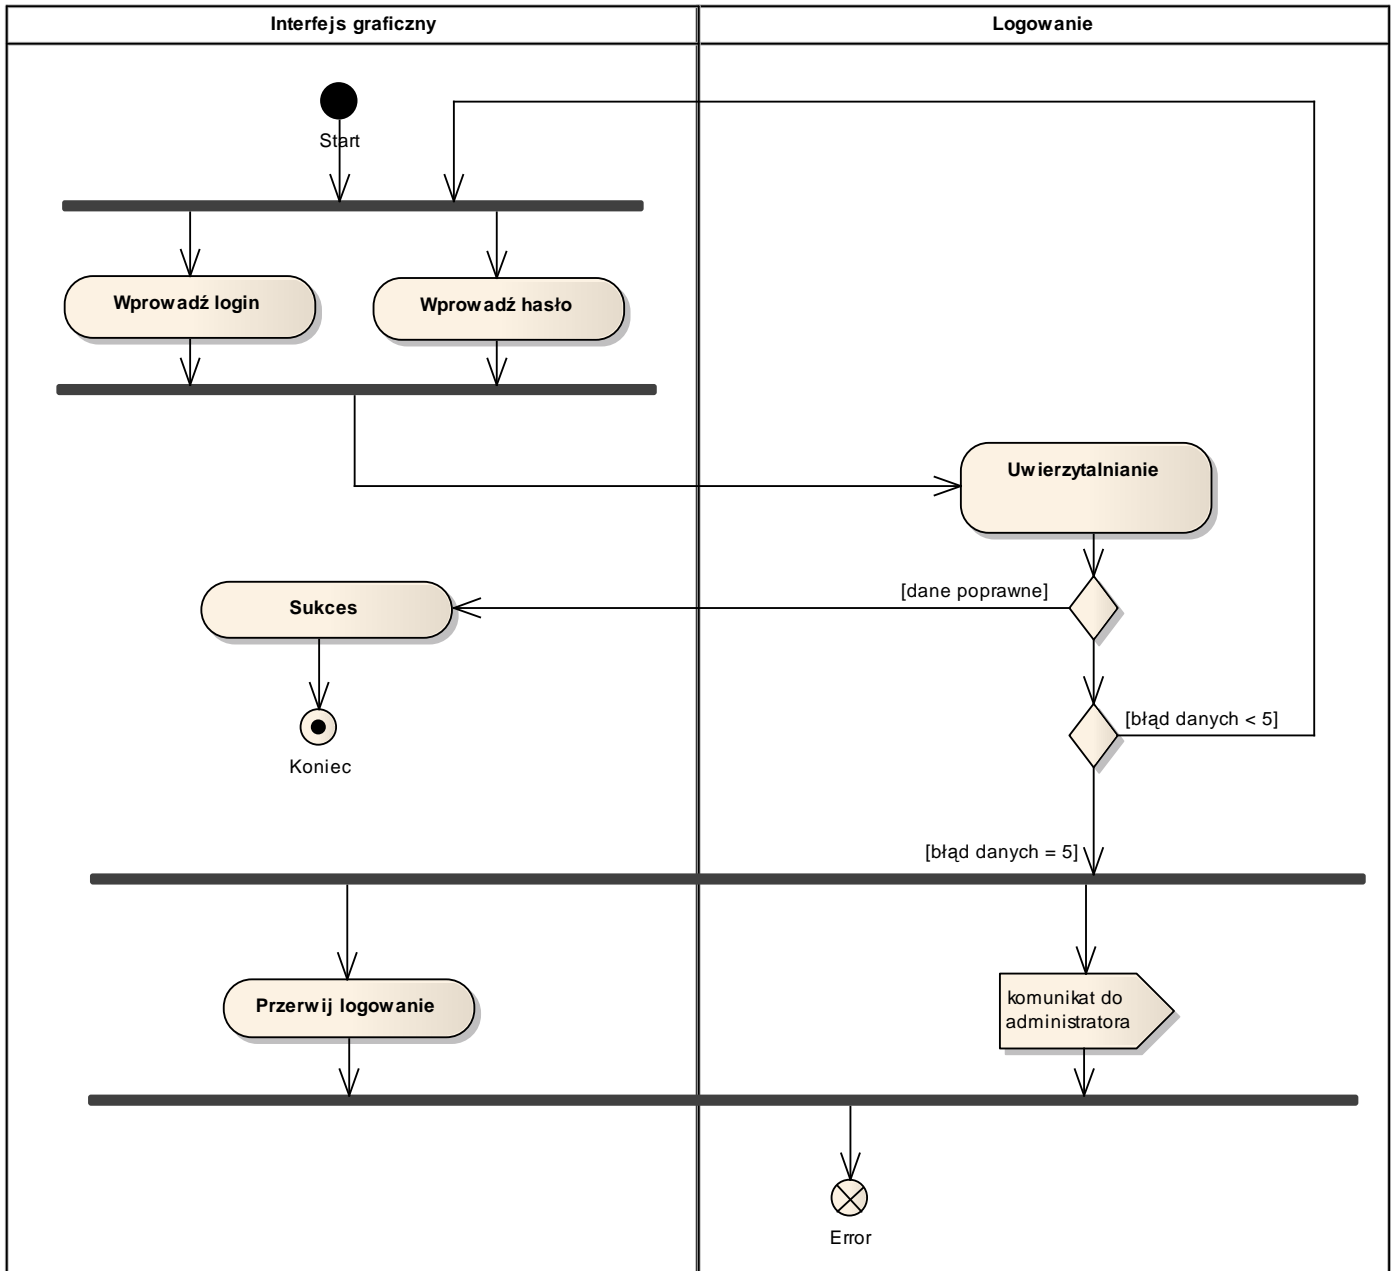 Interfejs graficzny
Logowanie
Start
Wprowadź login
Wprowadź hasło
Uwierzytalnianie
[dane poprawne]
Sukces
[błąd danych < 5]
Koniec
[błąd danych = 5]
Przerwij logowanie
komunikat do
administratora
Error